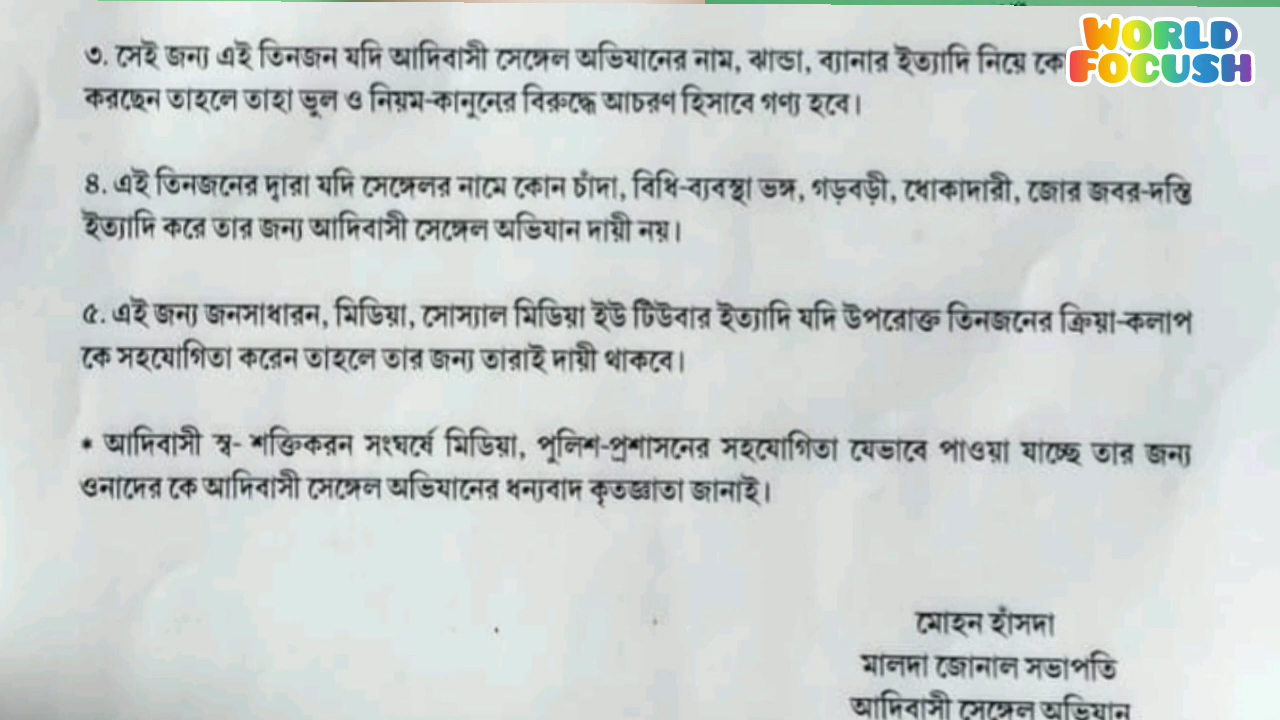 WORLD
FOCUSH
৩. সেই জন্য এই তিনজন যদি আদিবাসী সেঙ্গেল অভিযানের নাম, ঝান্ডা, ব্যানার ইত্যাদি নিয়ে
করছেন তাহলে তাহা ভূল ও নিয়ম-কানুনের বিরুদ্ধে আচরণ হিসাবে গণ্য হবে।
৪. এই তিনজনের দ্বারা যদি সেঙ্গেলর নামে কোন চাঁদা, বিধি-ব্যবস্থা ভঙ্গ, গড়বড়ী, ধোকাদারী, জোর জবর-দস্তি
ইত্যাদি করে তার জন্য আদিবাসী সেঙ্গেল অভিযান দায়ী নয়।
৫. এই জন্য জনসাধারন, মিডিয়া, সোস্যাল মিডিয়া ইউ টিউবার ইত্যাদি যদি উপরোক্ত তিনজনের ক্রিয়া-কলাপ
কে সহযোগিতা করেন তাহলে তার জন্য তারাই দায়ী থাকবে।
* আদিবাসী স্ব- শক্তিকরন সংঘর্ষে মিডিয়া, পুলিশ-প্রশাসনের সহযোগিতা যেভাবে পাওয়া যাচ্ছে তার জন্য
ওনাদের কে আদিবাসী সেঙ্গেল অভিযানের ধন্যবাদ কৃতজ্ঞাতা জানাই।
মোহন হাঁসদা
মালদা জোনাল সভাপতি
আদিবাসী সেঙ্গেল অভিযান